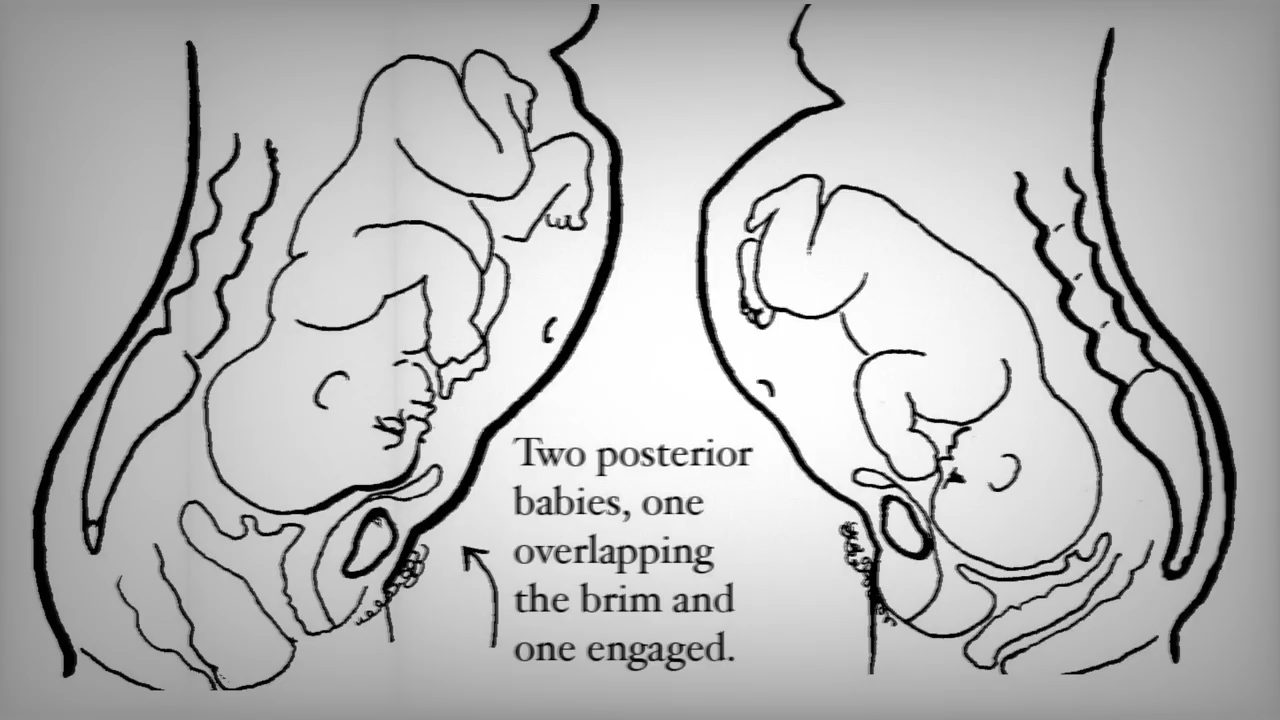 Two posterior
babies, one
overlapping
the brim and
one engaged.